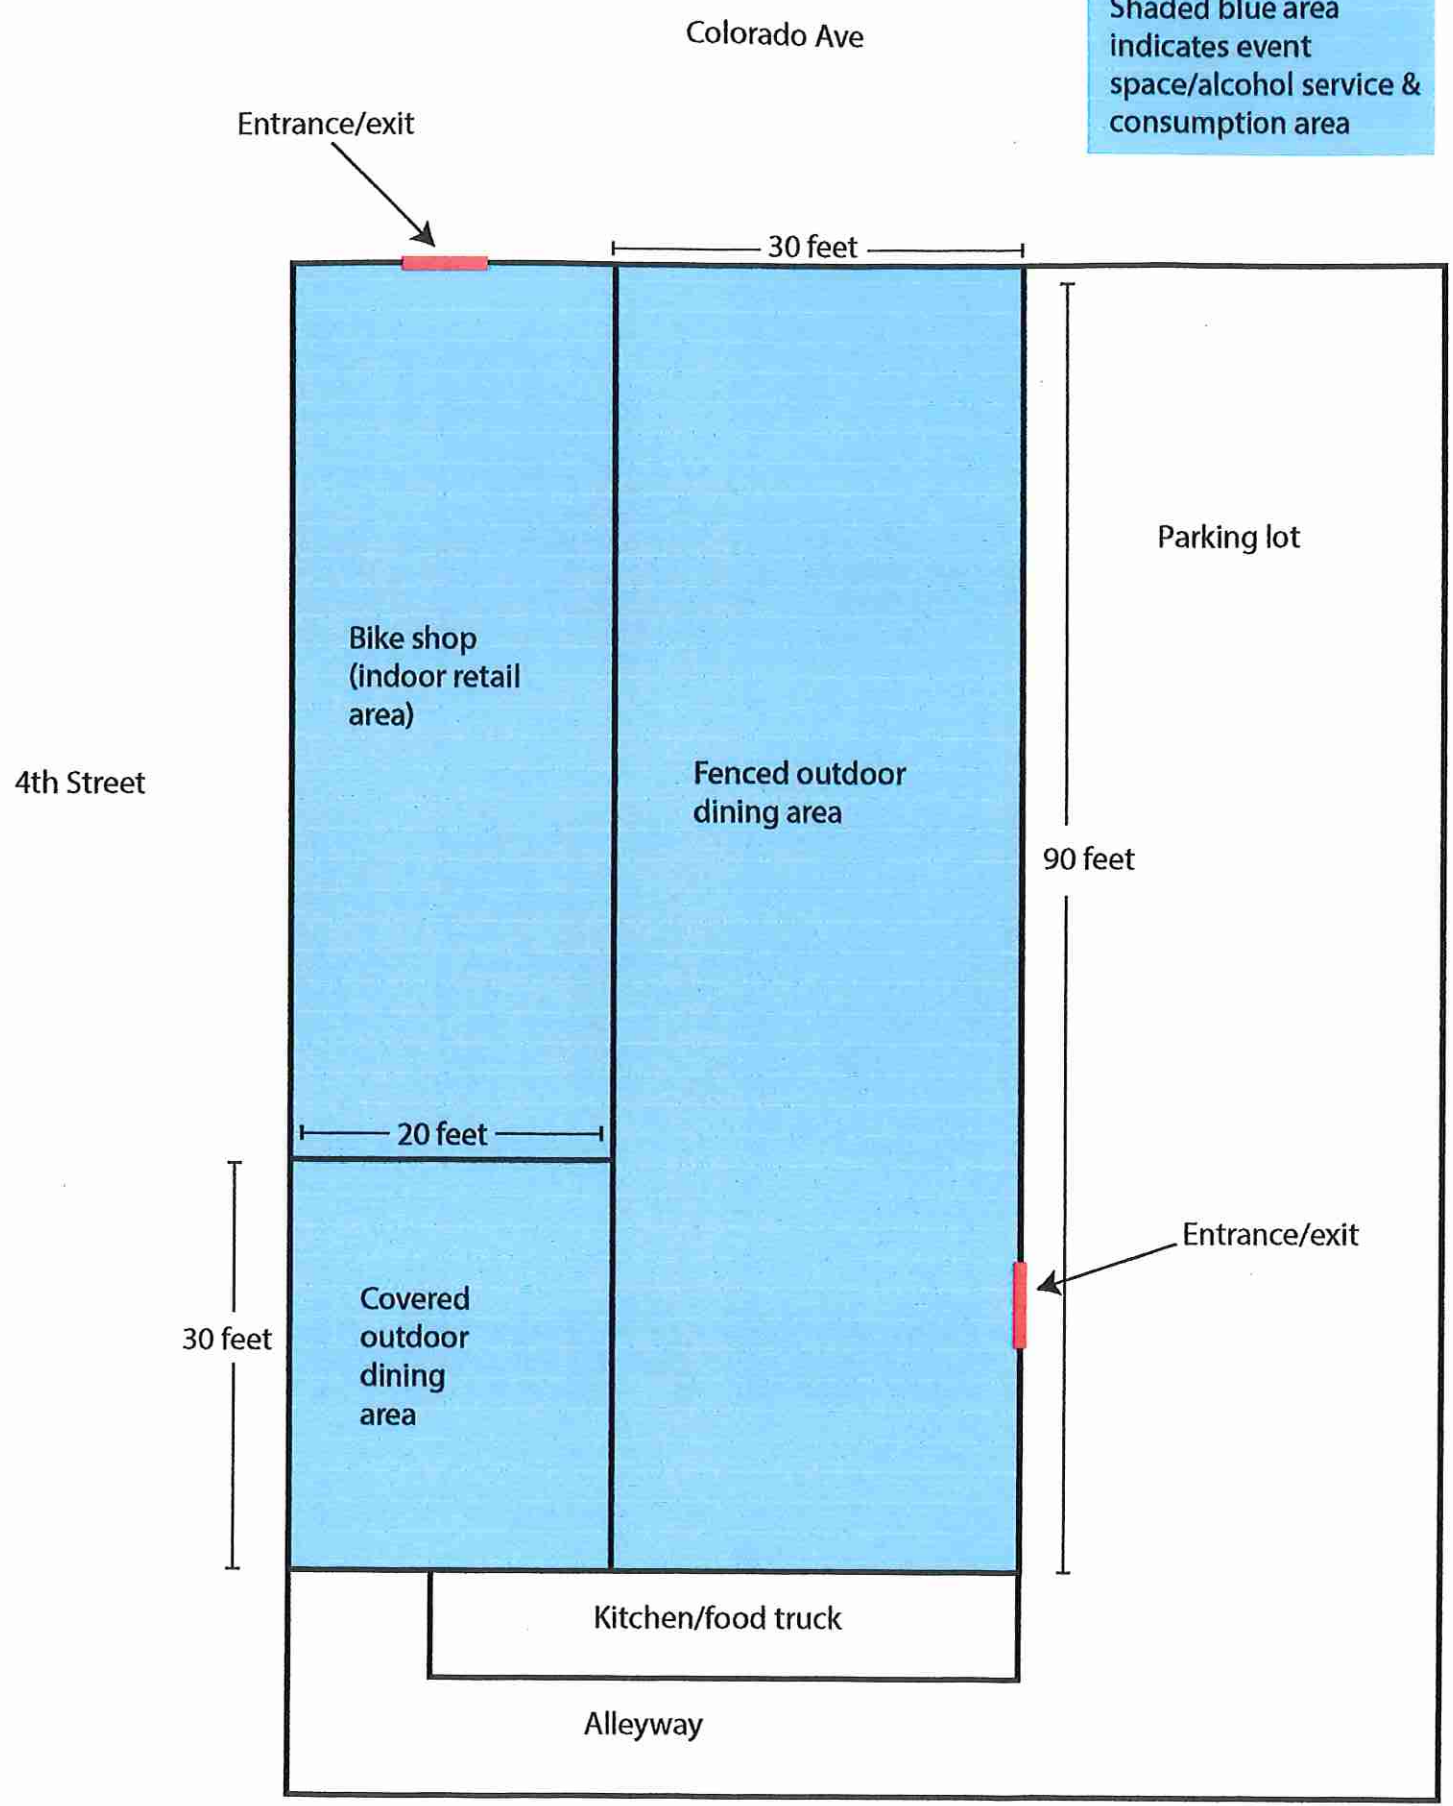 Colorado Ave
Shaded blue area
indicates event
space/alcohol service &
consumption area
Entrance/exit
30 feet
Parking lot
Bike shop
(indoor retail
area)
4th Street
Fenced outdoor
dining area
90 feet
20 feet
Entrance/exit
Covered
outdoor
dining
area
30 feet
Kitchen/food truck
Alleyway